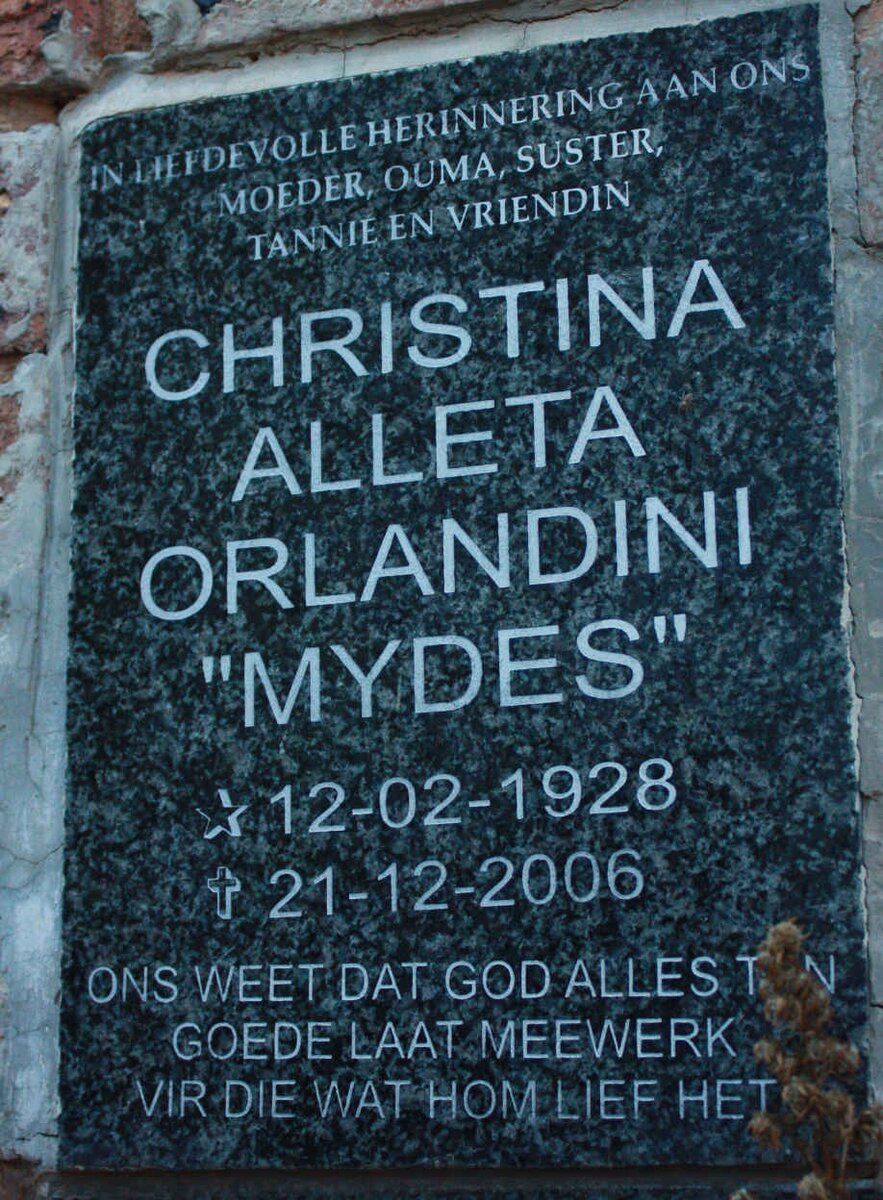 IN LIEFDEVOLLE HERINNERING AAN ONS
MOEDER, OUMA, SUSTER,
TANNIE EN VRIENDIN
CHRISTINA
ALLETA
ORLANDINI
"MYDES"
12-02-1928
21-12-2006
ONS WEET DAT GOD ALLES TEN
GOEDE LAAT MEEWERK
VIR DIE WAT HOM LIEF HET